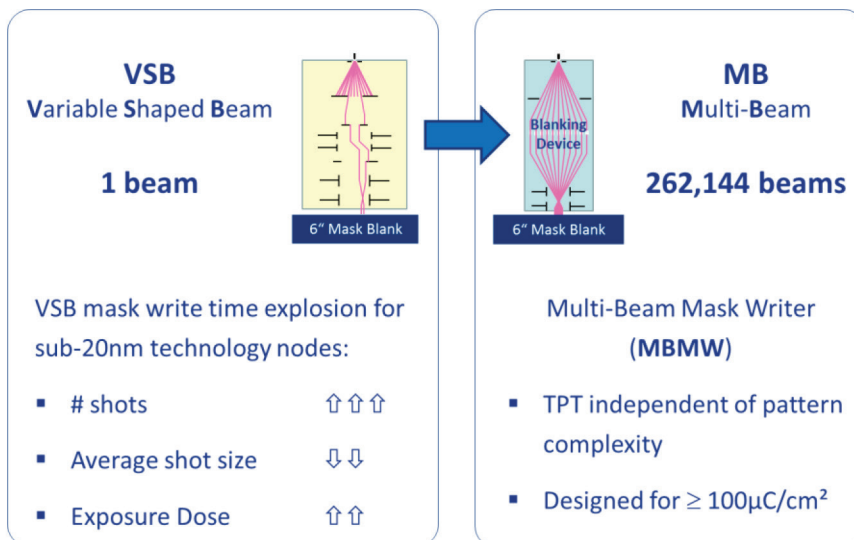 VSB
Variable Shaped Beam
1 beam
6“ Mask Blank
VSB mask write time explosion for
sub-20nm technology nodes:
▪ # shots ⇧⇧⇧
▪ Average shot size ⇩⇩
▪ Exposure Dose ⇧⇧
MB
Multi-Beam
Blanking
Device
262,144 beams
6“ Mask Blank
Multi-Beam Mask Writer
(MBMW)
▪ TPT independent of pattern
complexity
▪ Designed for ≥ 100µC/cm²